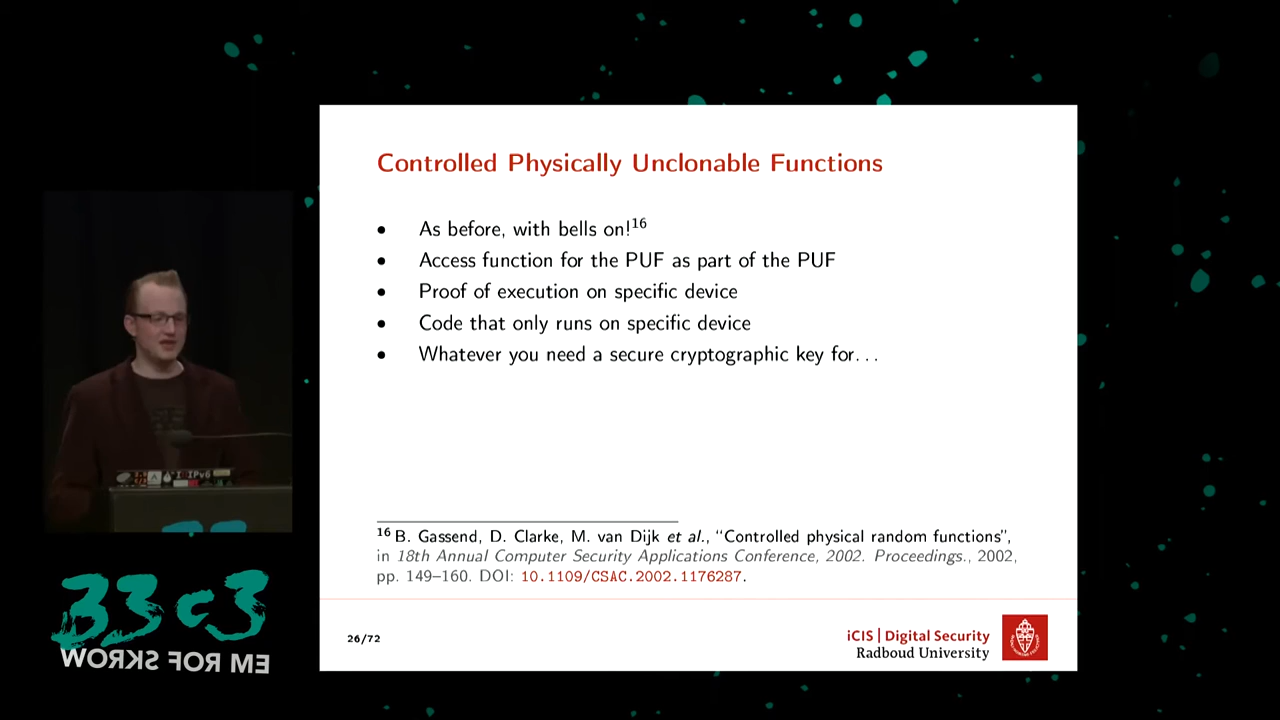 Controlled Physically Unclonable Functions
• As before, with bells on!16
• Access function for the PUF as part of the PUF
• Proof of execution on specific device
• Code that only runs on specific device
• Whatever you need a secure cryptographic key for...
16 B. Gassend, D. Clarke, M. van Dijk et al., “Controlled physical random functions”,
in 18th Annual Computer Security Applications Conference, 2002. Proceedings., 2002,
pp. 149–160. DOI: 10.1109/CSAC.2002.1176287.
26/72
iCIS | Digital Security
Radboud University
IPv6
33c3
WORKS FOR ME